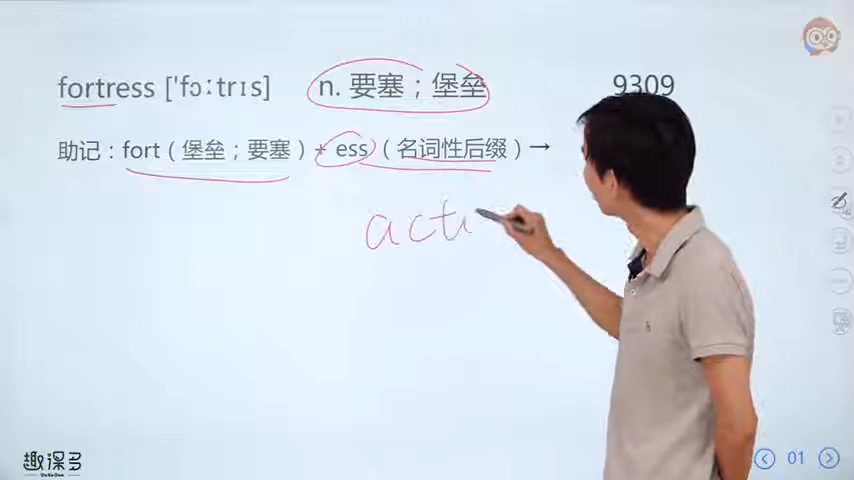 fortress ['fɔːtrɪs] n. 要塞；堡垒 9309
助记：fort（堡垒；要塞）+ ess（名词性后缀）→
acti
趣课多
01